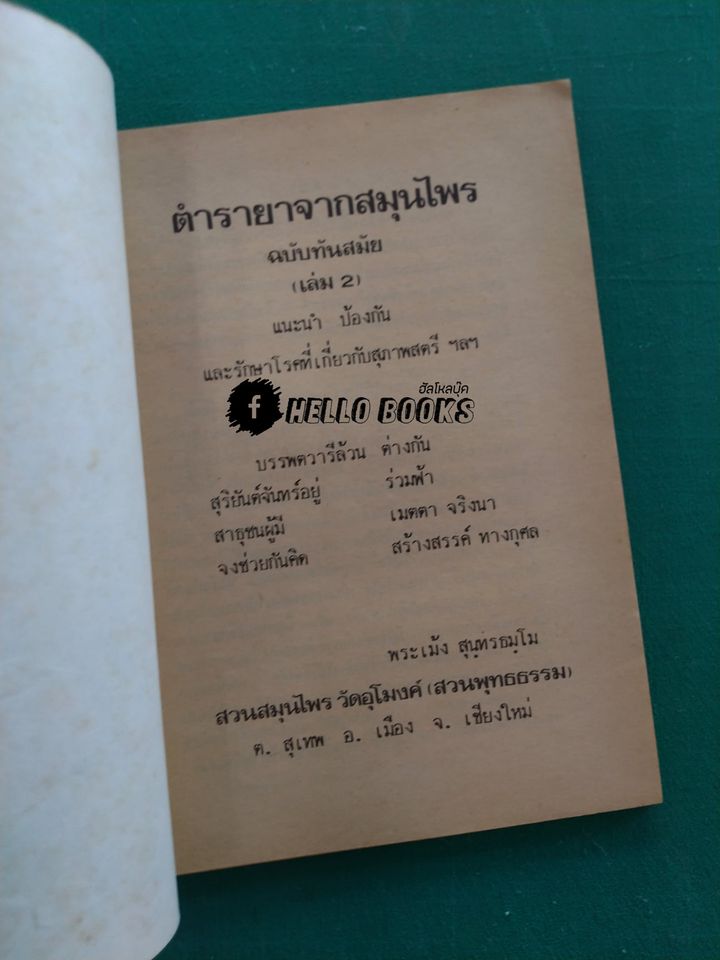 ตำรายาจากสมุนไพร
ฉบับทันสมัย
(เล่ม 2)
แนะนำ ป้องกัน
และรักษาโรคที่เกี่ยวกับสุภาพสตรี ฯลฯ
ฮัลโหลบุ๊ค
f HELLO BOOKS
บรรพตวารีล้วน ต่างกัน
สุริยันต์จันทร์อยู่ ร่วมฟ้า
สาธุชนผู้มี เมตตา จริงนา
จงช่วยกันคิด สร้างสรรค์ ทางกุศล
พระเม้ง สุนฺทรธมฺโม
สวนสมุนไพร วัดอุโมงค์ (สวนพุทธธรรม)
ต. สุเทพ อ. เมือง จ. เชียงใหม่